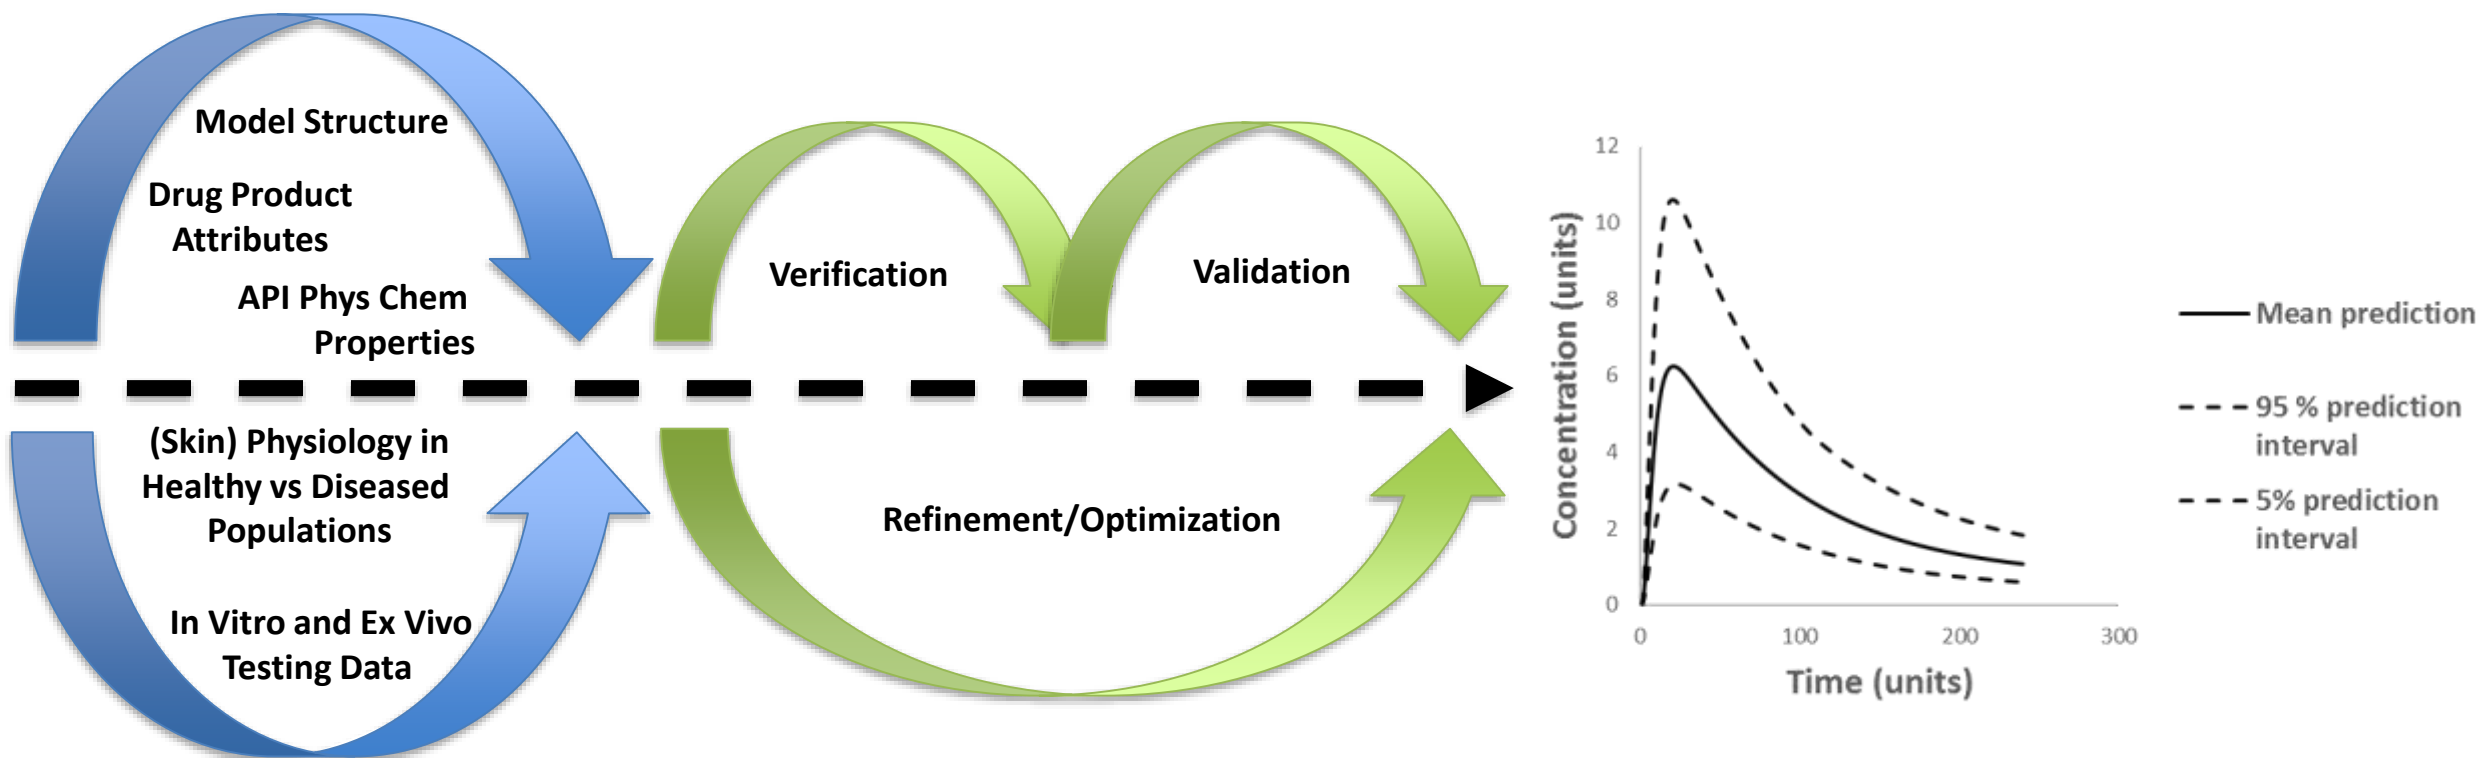 Model Structure
Drug Product
Attributes
API Phys Chem
Properties
(Skin) Physiology in
Healthy vs Diseased
Populations
In Vitro and Ex Vivo
Testing Data
Verification
Validation
Refinement/Optimization
Concentration (units)
12
10
8
6
4
2
0
0
100
200
300
Time (units)
Mean prediction
95 % prediction
interval
5% prediction
interval